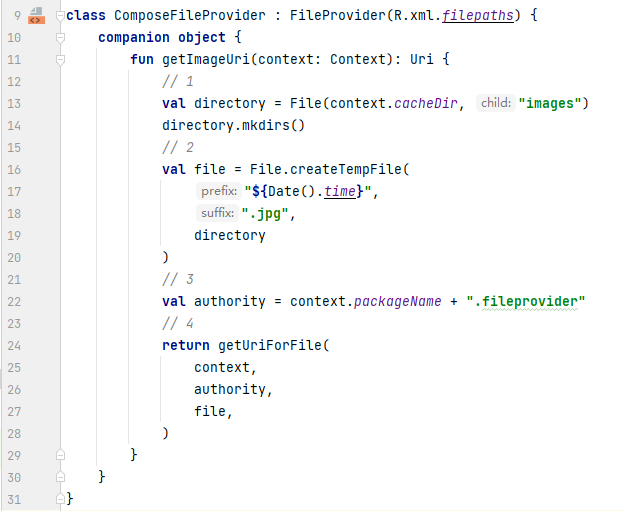 9 class ComposeFileProvider : FileProvider(R.xml.filepaths) {
10 companion object {
11 fun getImageUri(context: Context): Uri {
12 // 1
13 val directory = File(context.cacheDir, child: "images")
14 directory.mkdirs()
15 // 2
16 val file = File.createTempFile(
17 prefix: "${Date().time}",
18 suffix: ".jpg",
19 directory
20 )
21 // 3
22 val authority = context.packageName + ".fileprovider"
23 // 4
24 return getUriForFile(
25 context,
26 authority,
27 file,
28 )
29 }
30 }
31 }